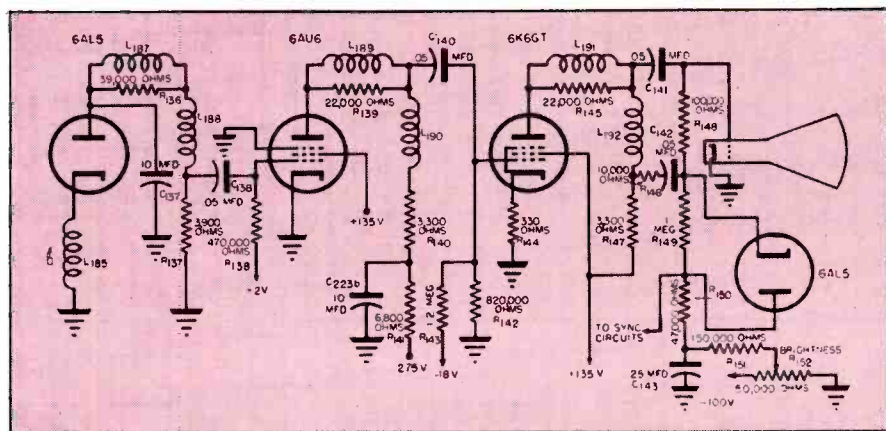 6AL5
L187
39,000 OHMS
R136
L188
10 MFD
C137
L185
3,900 OHMS
R137
C138
.05 MFD
470,000 OHMS
R138
-2V
6AU6
L189
22,000 OHMS
R139
C140
.05 MFD
L190
+135V
3,300 OHMS
R140
C223b
10 MFD
6,800 OHMS
R141
275V
1.2 MEG
R143
-18V
820,000 OHMS
R142
6K6GT
L191
22,000 OHMS
R145
.05 MFD
C141
L192
C142
.05 MFD
100,000 OHMS
R148
10,000 OHMS
R146
330 OHMS
R144
3,300 OHMS
R147
1 MEG
R149
+135V
6AL5
TO SYNC CIRCUITS
47,000 OHMS
R150
150,000 OHMS
R151
BRIGHTNESS
R152
50,000 OHMS
.25 MFD
C143
-100V